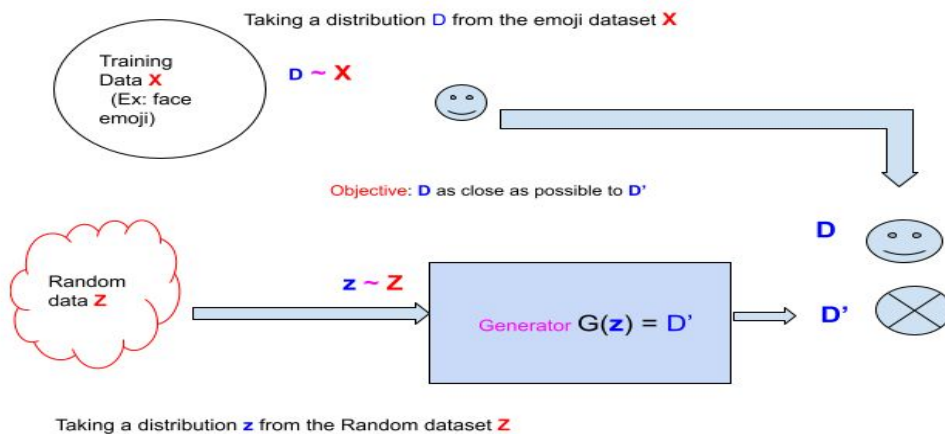 Taking a distribution D from the emoji dataset X
Training
Data X
(Ex: face
emoji)
D ~ X
Objective: D as close as possible to D’
D
Random
data Z
z ~ Z
Generator G(z) = D’
D’
Taking a distribution z from the Random dataset Z